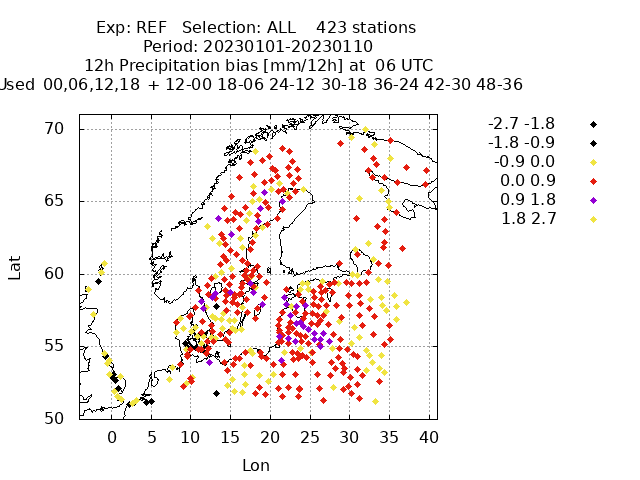 Exp: REF Selection: ALL 423 stations
Period: 20230101-20230110
12h Precipitation bias [mm/12h] at 06 UTC
Used 00,06,12,18 + 12-00 18-06 24-12 30-18 36-24 42-30 48-36
-2.7 -1.8
-1.8 -0.9
-0.9 0.0
0.0 0.9
0.9 1.8
1.8 2.7
70
65
60
55
50
Lat
0 5 10 15 20 25 30 35 40
Lon